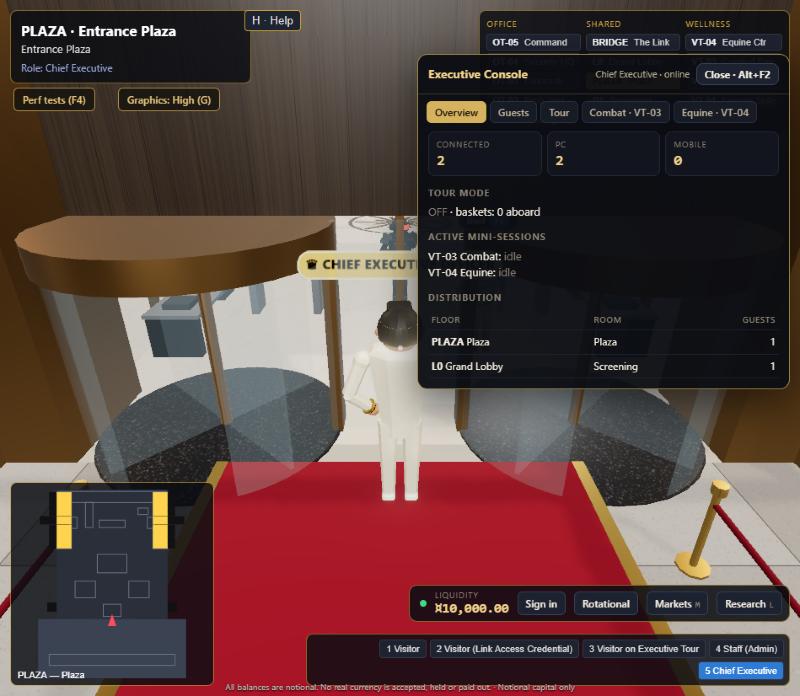 PLAZA · Entrance Plaza
Entrance Plaza
Role: Chief Executive
H · Help
Perf tests (F4)
Graphics: High (G)
OFFICE
SHARED
WELLNESS
OT-05 Command
BRIDGE The Link
VT-04 Equine Ctr
Executive Console
Chief Executive · online
Close · Alt+F2
Overview
Guests
Tour
Combat · VT-03
Equine · VT-04
CONNECTED
2
PC
2
MOBILE
0
TOUR MODE
OFF · baskets: 0 aboard
ACTIVE MINI-SESSIONS
VT-03 Combat: idle
VT-04 Equine: idle
DISTRIBUTION
FLOOR ROOM GUESTS
PLAZA Plaza Plaza 1
L0 Grand Lobby Screening 1
♛ CHIEF EXECUTI
LIQUIDITY
¤10,000.00
Sign in
Rotational
Markets M
Research L
1 Visitor
2 Visitor (Link Access Credential)
3 Visitor on Executive Tour
4 Staff (Admin)
5 Chief Executive
PLAZA — Plaza
All balances are notional. No real currency is accepted, held or paid out. · Notional capital only